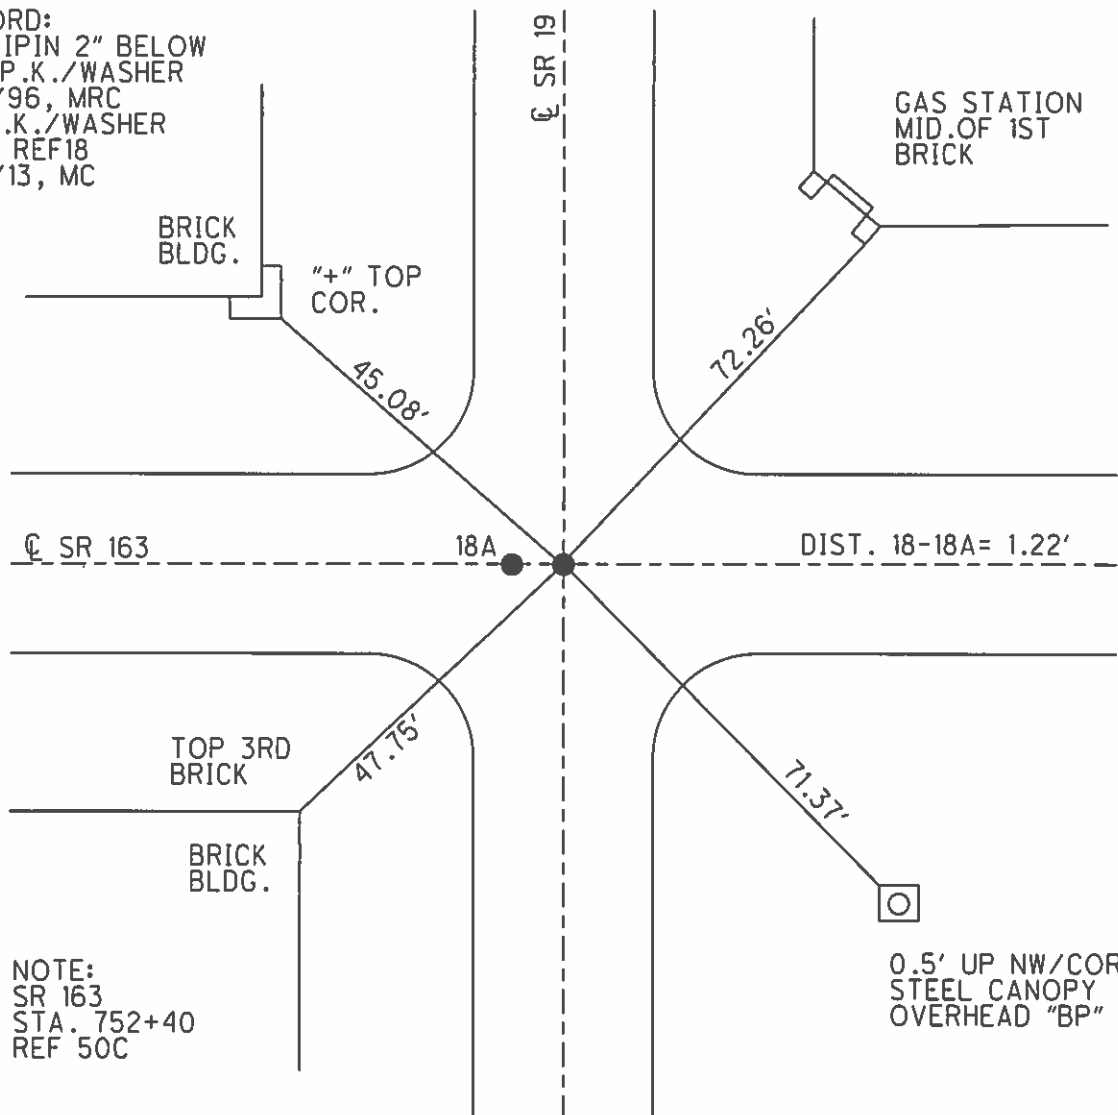 ORD:
IPIN 2" BELOW
P.K./WASHER
/96, MRC
.K./WASHER
REF18
/13, MC
℄ SR 19
GAS STATION
MID.OF 1ST
BRICK
BRICK
BLDG.
"+" TOP
COR.
45.08'
72.26'
℄ SR 163
18A
DIST. 18-18A= 1.22'
TOP 3RD
BRICK
47.75'
71.37'
BRICK
BLDG.
NOTE:
SR 163
STA. 752+40
REF 50C
0.5' UP NW/COR
STEEL CANOPY
OVERHEAD "BP"